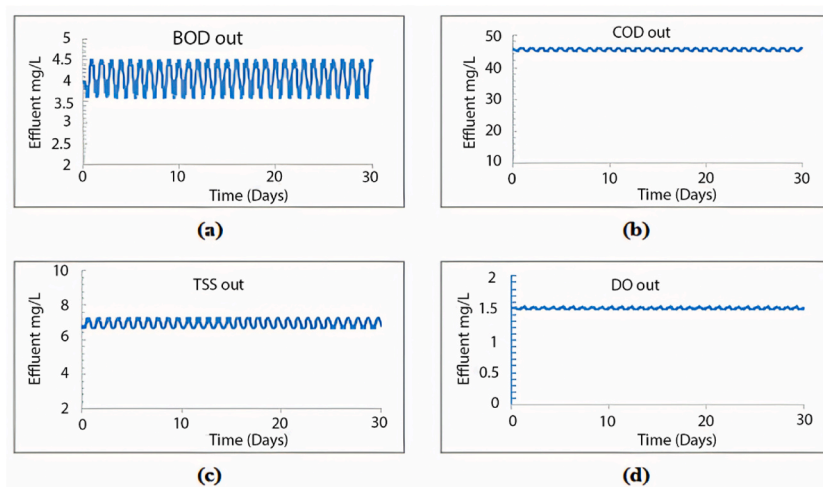 BOD out
Effluent mg/L
5
4.5
4
3.5
3
2.5
2
0 10 20 30
Time (Days)
(a)
COD out
Effluent mg/L
50
40
30
20
10
0 10 20 30
Time (Days)
(b)
TSS out
Effluent mg/L
10
8
6
4
2
0 10 20 30
Time (Days)
(c)
DO out
Effluent mg/L
2
1.5
1
0.5
0
0 10 20 30
Time (Days)
(d)